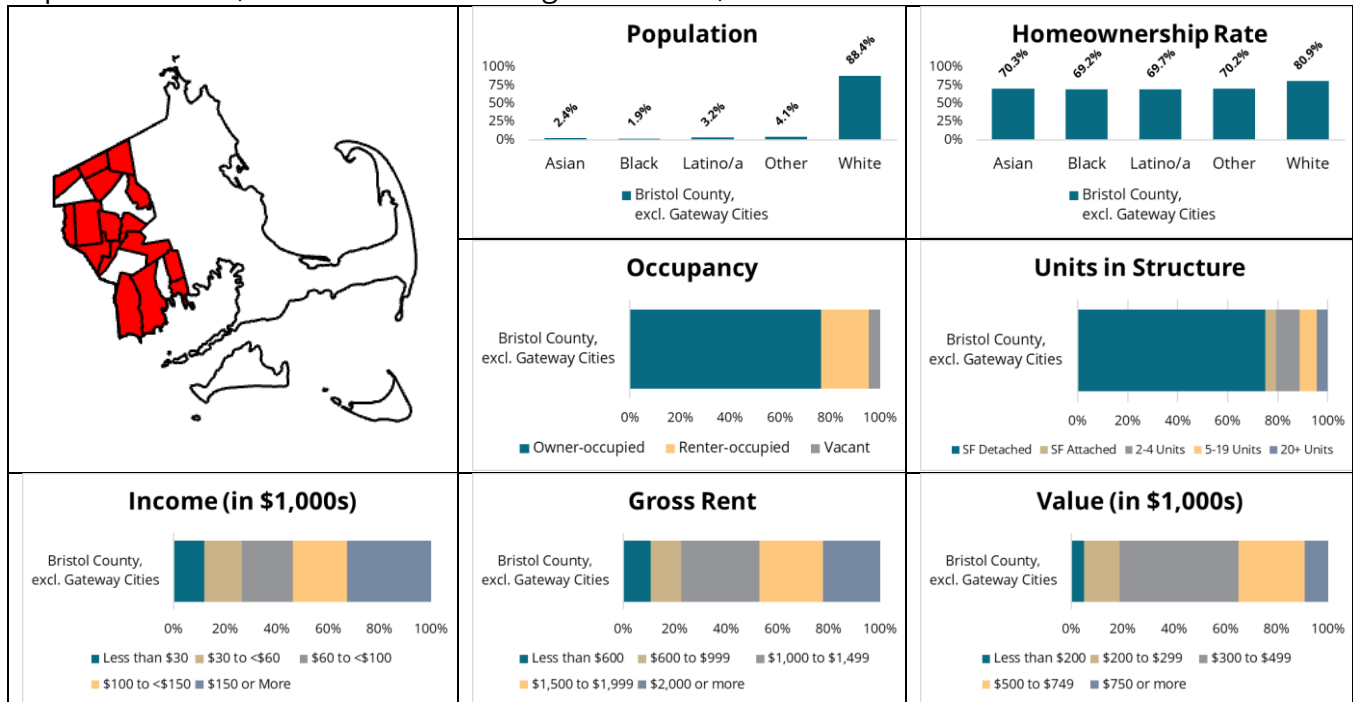 Population
88.4%
100%
75%
50%
25%
0%
2.4%
1.9%
3.2%
4.1%
Asian Black Latino/a Other White
Bristol County,
excl. Gateway Cities
Homeownership Rate
70.3%
69.2%
69.7%
70.2%
80.9%
100%
75%
50%
25%
0%
Asian Black Latino/a Other White
Bristol County,
excl. Gateway Cities
Occupancy
Bristol County,
excl. Gateway Cities
0% 20% 40% 60% 80% 100%
Owner-occupied Renter-occupied Vacant
Units in Structure
Bristol County,
excl. Gateway Cities
0% 20% 40% 60% 80% 100%
SF Detached SF Attached 2-4 Units 5-19 Units 20+ Units
Income (in $1,000s)
Bristol County,
excl. Gateway Cities
0% 20% 40% 60% 80% 100%
Less than $30 $30 to <$60 $60 to <$100
$100 to <$150 $150 or More
Gross Rent
Bristol County,
excl. Gateway Cities
0% 20% 40% 60% 80% 100%
Less than $600 $600 to $999 $1,000 to $1,499
$1,500 to $1,999 $2,000 or more
Value (in $1,000s)
Bristol County,
excl. Gateway Cities
0% 20% 40% 60% 80% 100%
Less than $200 $200 to $299 $300 to $499
$500 to $749 $750 or more